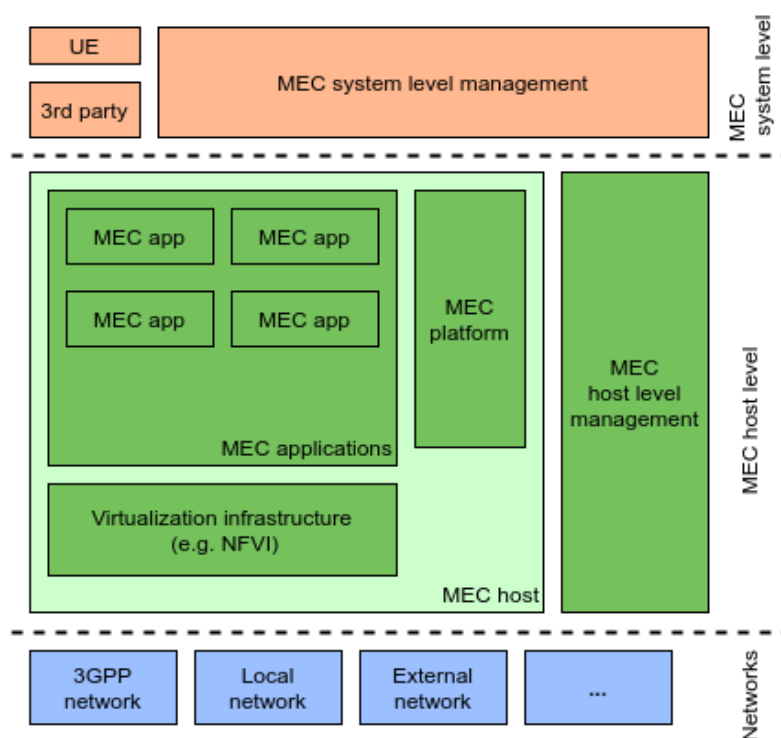 UE
3rd party
MEC system level management
MEC
system level
MEC app
MEC app
MEC app
MEC app
MEC applications
MEC
platform
Virtualization infrastructure
(e.g. NFVI)
MEC host
MEC
host level
management
MEC host level
3GPP
network
Local
network
External
network
...
Networks